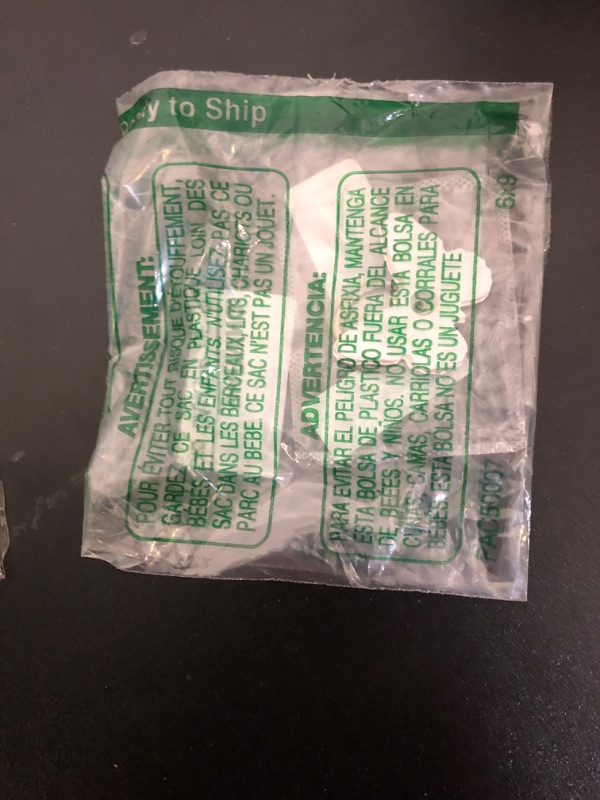 to Ship
AVERTISSEMENT:
POUR ÉVITER TOUT RISQUE D'ÉTOUFFEMENT,
GARDEZ CE SAC EN PLASTIQUE LOIN DES
BÉBÉS ET LES ENFANTS. N'UTILISEZ PAS CE
SAC DANS LES BERCEAUX, LITS, CHARIOTS OU
PARC AU BEBE. CE SAC N'EST PAS UN JOUET.
ADVERTENCIA:
PARA EVITAR EL PELIGRO DE ASFIXIA, MANTENGA
ESTA BOLSA DE PLASTICO FUERA DEL ALCANCE
DE BEBES Y NINOS. NO USAR ESTA BOLSA EN
CUNAS, CAMAS, CARRIOLAS O CORRALES PARA
BEBES. ESTA BOLSA NO ES UN JUGUETE
6x9